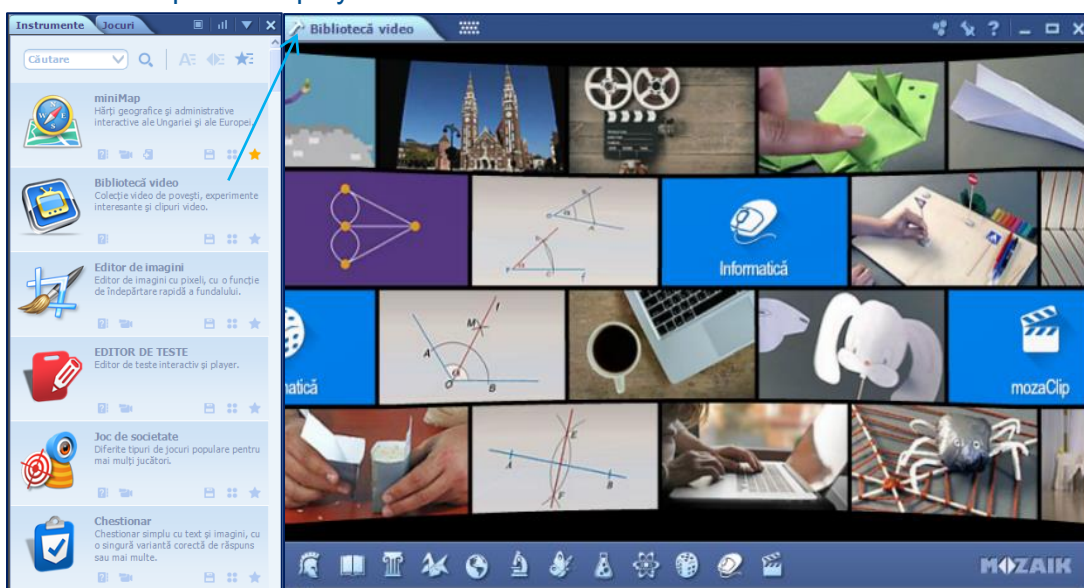 Instrumente
Jocuri
Căutare
miniMap
Hărți geografice și administrative
interactive ale Ungariei și ale Europei.
Bibliotecă video
Colecție video de povești, experimente
interesante și clipuri video.
Editor de imagini
Editor de imagini cu pixeli, cu o funcție
de îndepărtare rapidă a fundalului.
EDITOR DE TESTE
Editor de teste interactiv și player.
Joc de societate
Diferite tipuri de jocuri populare pentru
mai mulți jucători.
Chestionar
Chestionar simplu cu text și imagini, cu
o singură variantă corectă de răspuns
sau mai multe.
Bibliotecă video
Informatică
matică
M
A
O
B
mozaClip
A
E
F
B
MOZAIK